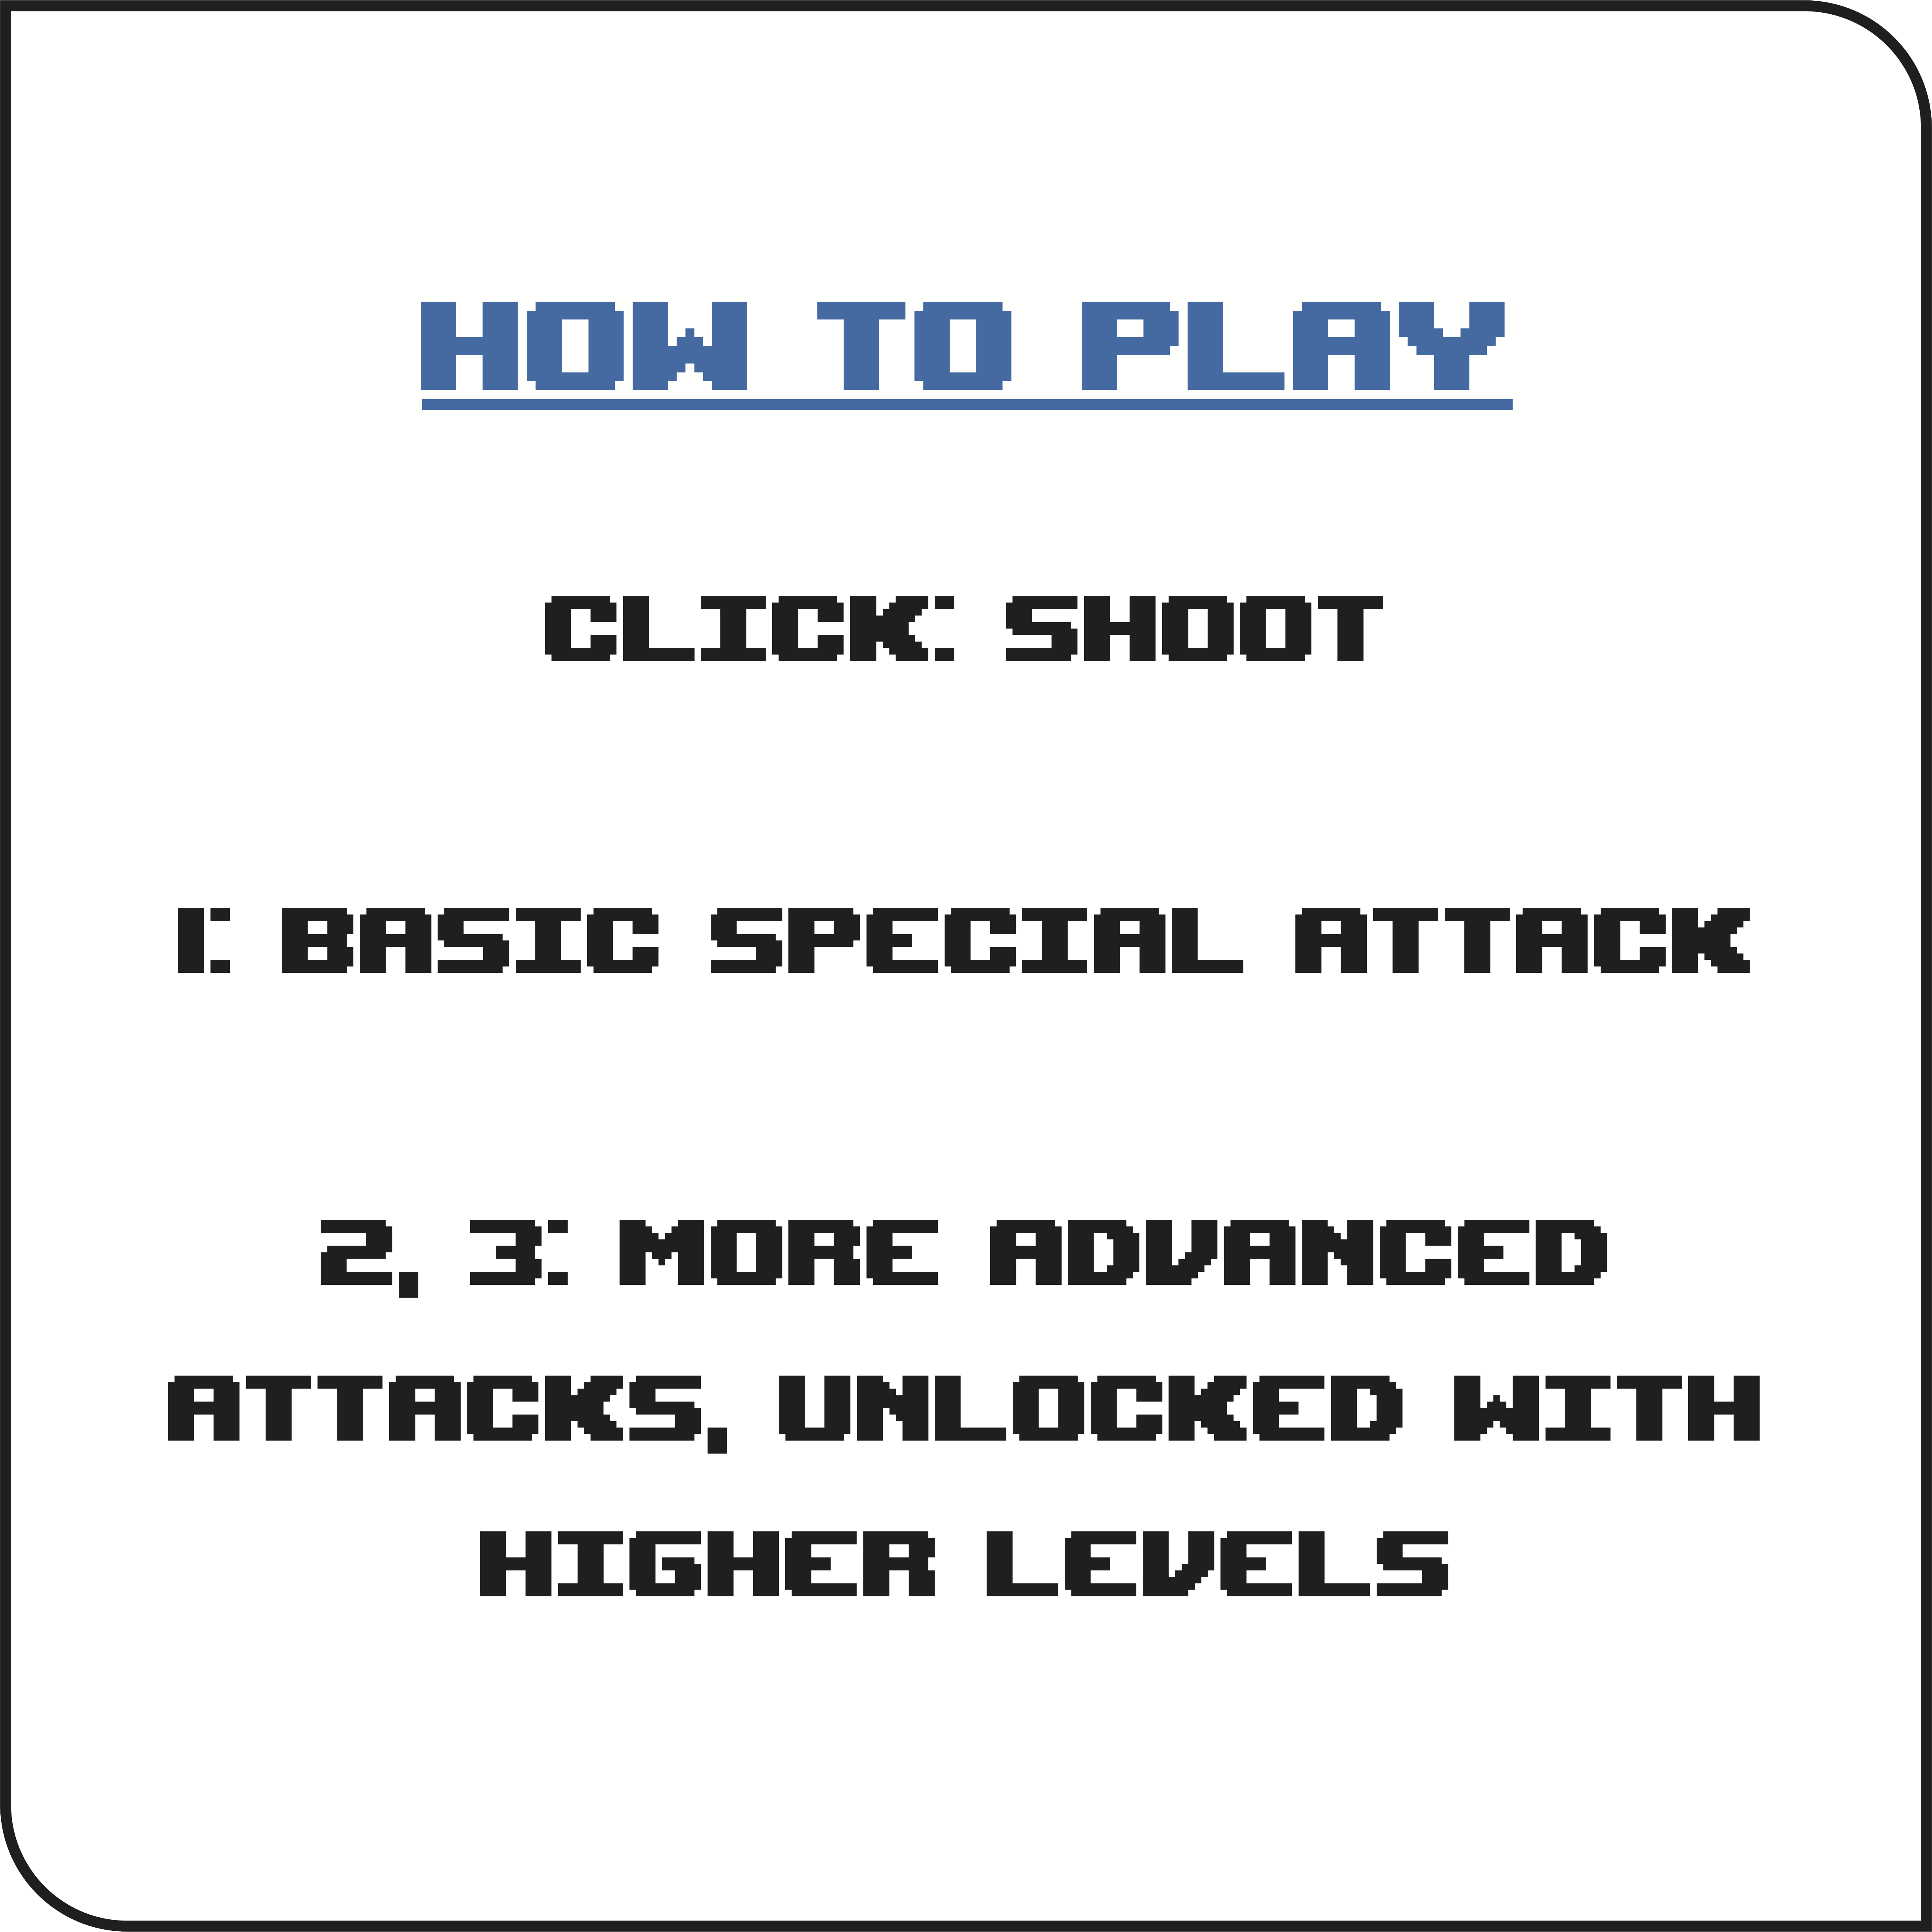 HOW TO PLAY
CLICK: SHOOT
1: BASIC SPECIAL ATTACK
2, 3: MORE ADVANCED
ATTACKS, UNLOCKED WITH
HIGHER LEVELS